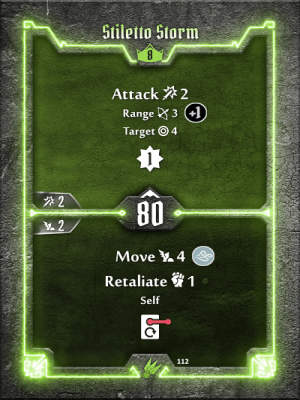 Stiletto Storm
8
Attack 2
Range 3 +1
Target 4
1
2
80
2
Move 4
Retaliate 1
Self
112